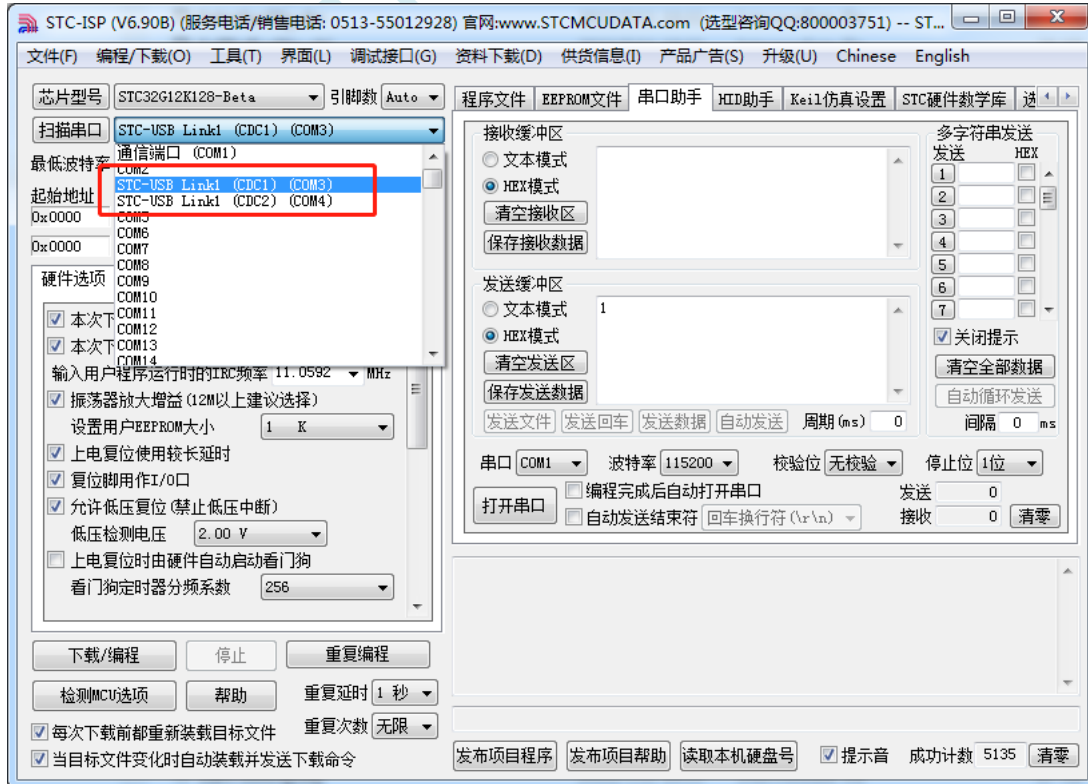 STC-ISP (V6.90B) (服务电话/销售电话: 0513-55012928) 官网:www.STCMCUDATA.com (选型咨询QQ:800003751) -- ST...
文件(F) 编程/下载(O) 工具(T) 界面(L) 调试接口(G) 资料下载(D) 供货信息(I) 产品广告(S) 升级(U) Chinese English
芯片型号 STC32G12K128-Beta 引脚数 Auto
扫描串口 STC-USB Link1 (CDC1) (COM3)
最低波特率
起始地址
0x0000
0x0000
通信端口 (COM1)
COM2
STC-USB Link1 (CDC1) (COM3)
STC-USB Link1 (CDC2) (COM4)
COM5
COM6
COM7
COM8
COM9
COM10
COM11
COM12
COM13
COM14
硬件选项
本次下
本次下
输入用户程序运行时的IRC频率 11.0592 MHz
振荡器放大增益(12M以上建议选择)
设置用户EEPROM大小 1 K
上电复位使用较长延时
复位脚用作I/O口
允许低压复位(禁止低压中断)
低压检测电压 2.00 V
上电复位时由硬件自动启动看门狗
看门狗定时器分频系数 256
下载/编程 停止 重复编程
检测MCU选项 帮助 重复延时 1 秒
每次下载前都重新装载目标文件 重复次数 无限
当目标文件变化时自动装载并发送下载命令
程序文件 EEPROM文件 串口助手 HID助手 Keil仿真设置 STC硬件数学库 选
接收缓冲区
文本模式
HEX模式
清空接收区
保存接收数据
发送缓冲区
文本模式 1
HEX模式
清空发送区
保存发送数据
发送文件 发送回车 发送数据 自动发送 周期(ms) 0
多字符串发送
发送 HEX
1
2
3
4
5
6
7
关闭提示
清空全部数据
自动循环发送
间隔 0 ms
串口 COM1 波特率 115200 校验位 无校验 停止位 1位
打开串口 编程完成后自动打开串口 发送 0
自动发送结束符 回车换行符(\r\n) 接收 0 清零
发布项目程序 发布项目帮助 读取本机硬盘号 提示音 成功计数 5135 清零